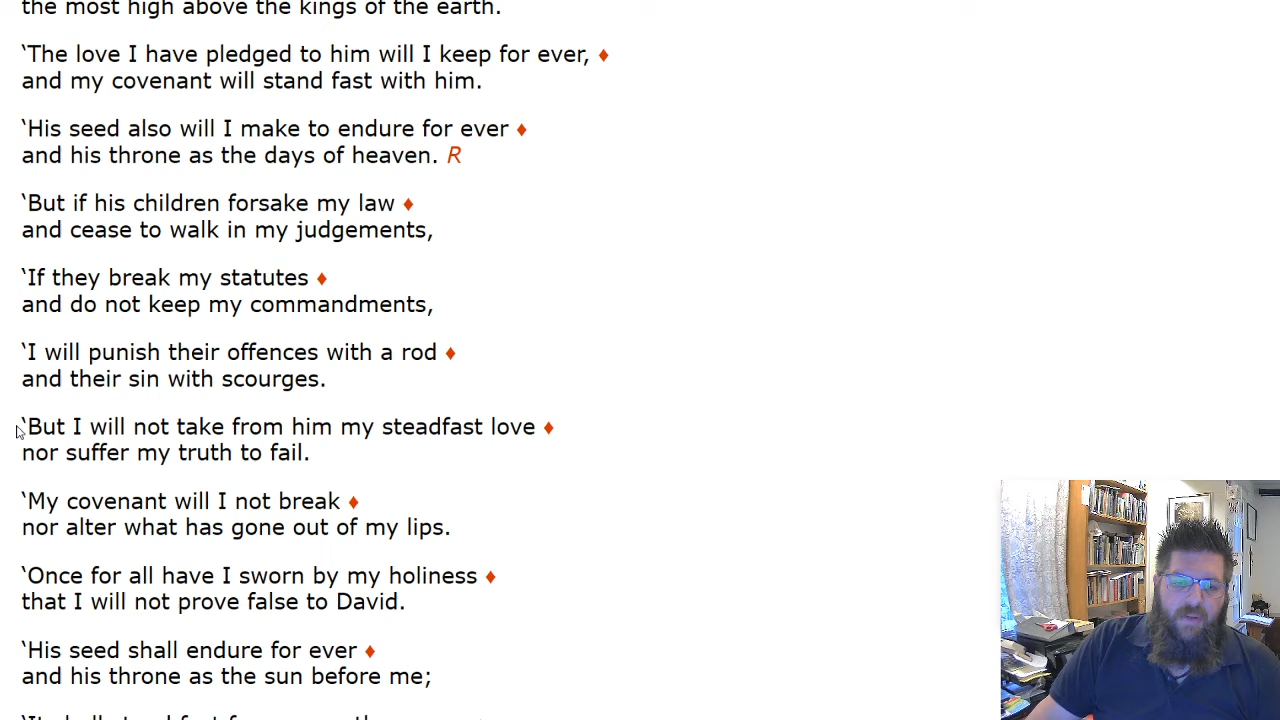 the most high above the kings of the earth.
‘The love I have pledged to him will I keep for ever, ♦
and my covenant will stand fast with him.
‘His seed also will I make to endure for ever ♦
and his throne as the days of heaven. R
‘But if his children forsake my law ♦
and cease to walk in my judgements,
‘If they break my statutes ♦
and do not keep my commandments,
‘I will punish their offences with a rod ♦
and their sin with scourges.
‘But I will not take from him my steadfast love ♦
nor suffer my truth to fail.
‘My covenant will I not break ♦
nor alter what has gone out of my lips.
‘Once for all have I sworn by my holiness ♦
that I will not prove false to David.
‘His seed shall endure for ever ♦
and his throne as the sun before me;